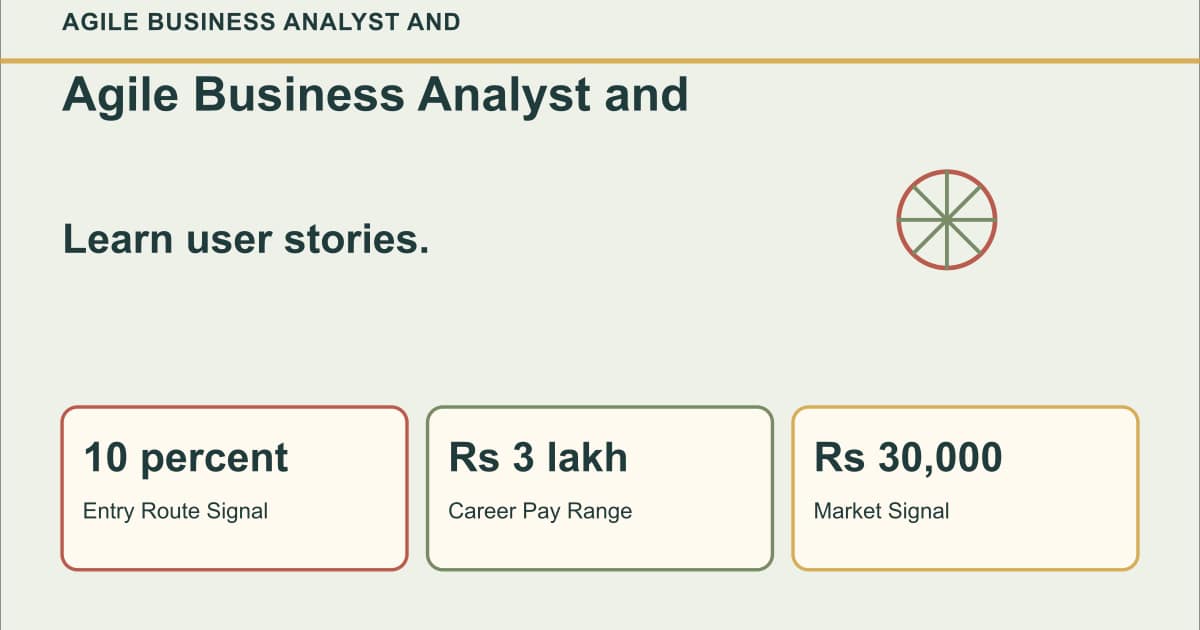 AGILE BUSINESS ANALYST AND
Agile Business Analyst and
Learn user stories.
10 percent
Entry Route Signal
Rs 3 lakh
Career Pay Range
Rs 30,000
Market Signal